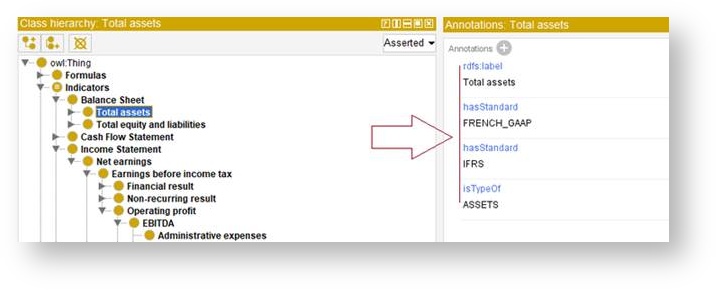 Class hierarchy: Total assets
Asserted
owl:Thing
Formulas
Indicators
Balance Sheet
Total assets
Total equity and liabilities
Cash Flow Statement
Income Statement
Net earnings
Earnings before income tax
Financial result
Non-recurring result
Operating profit
EBITDA
Administrative expenses
Annotations: Total assets
Annotations
rdfs:label
Total assets
hasStandard
FRENCH_GAAP
hasStandard
IFRS
isTypeOf
ASSETS